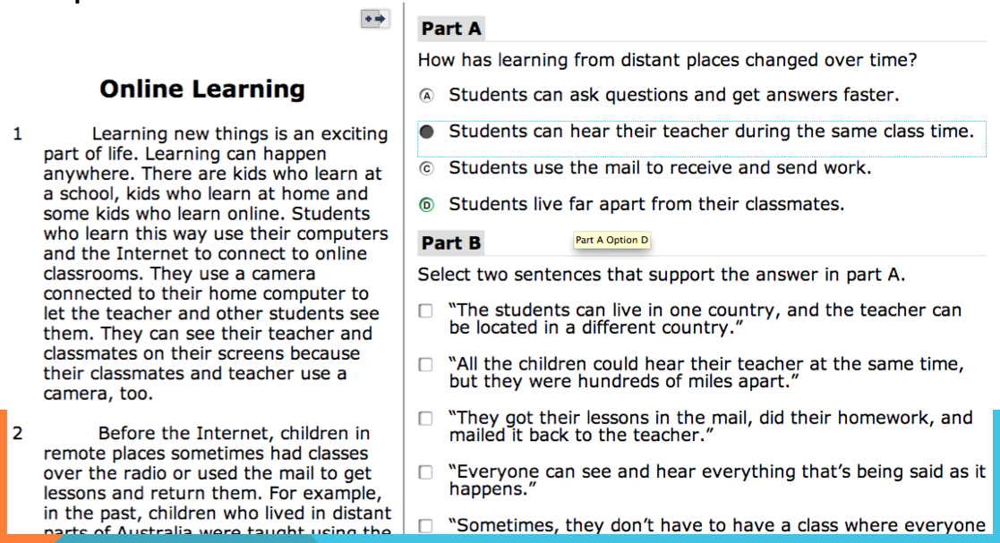 Online Learning
1 Learning new things is an exciting
part of life. Learning can happen
anywhere. There are kids who learn at
a school, kids who learn at home and
some kids who learn online. Students
who learn this way use their computers
and the Internet to connect to online
classrooms. They use a camera
connected to their home computer to
let the teacher and other students see
them. They can see their teacher and
classmates on their screens because
their classmates and teacher use a
camera, too.
2 Before the Internet, children in
remote places sometimes had classes
over the radio or used the mail to get
lessons and return them. For example,
in the past, children who lived in distant
parts of Australia were taught using the
Part A
How has learning from distant places changed over time?
A Students can ask questions and get answers faster.
Students can hear their teacher during the same class time.
C Students use the mail to receive and send work.
D Students live far apart from their classmates.
Part A Option D
Part B
Select two sentences that support the answer in part A.
“The students can live in one country, and the teacher can
be located in a different country.”
“All the children could hear their teacher at the same time,
but they were hundreds of miles apart.”
“They got their lessons in the mail, did their homework, and
mailed it back to the teacher.”
“Everyone can see and hear everything that’s being said as it
happens.”
“Sometimes, they don’t have to have a class where everyone